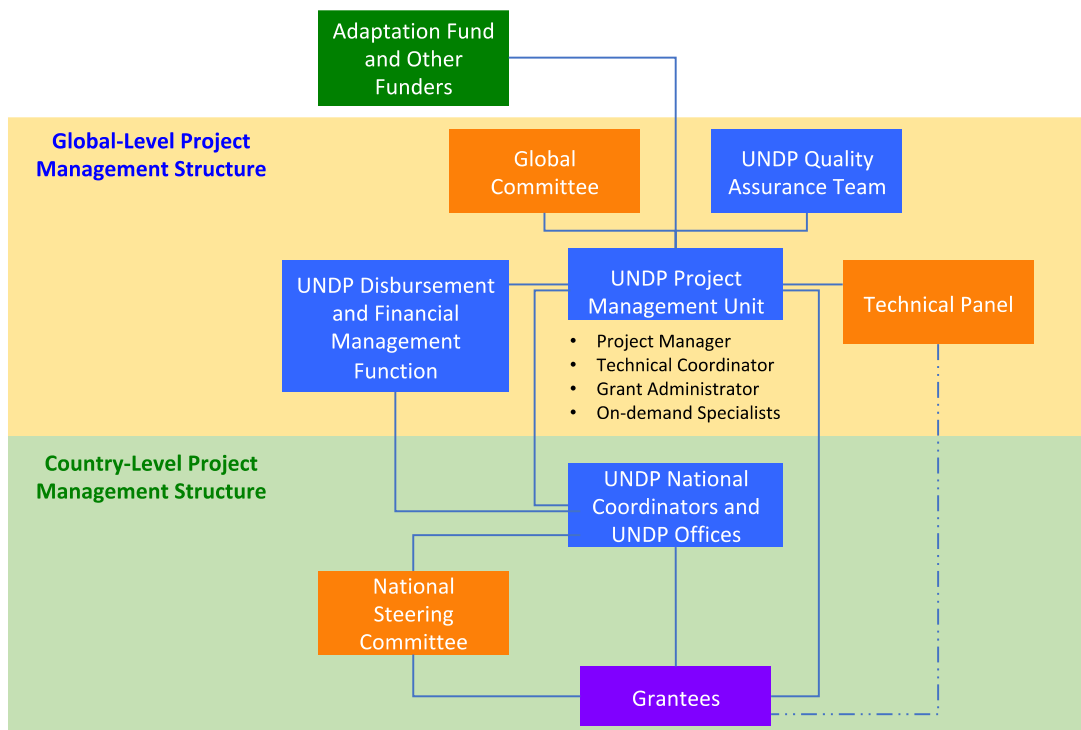 Adaptation Fund
and Other
Funders
Global-Level Project
Management Structure
Global
Committee
UNDP Quality
Assurance Team
UNDP Disbursement
and Financial
Management
Function
UNDP Project
Management Unit
Technical Panel
• Project Manager
• Technical Coordinator
• Grant Administrator
• On-demand Specialists
Country-Level Project
Management Structure
UNDP National
Coordinators and
UNDP Offices
National
Steering
Committee
Grantees